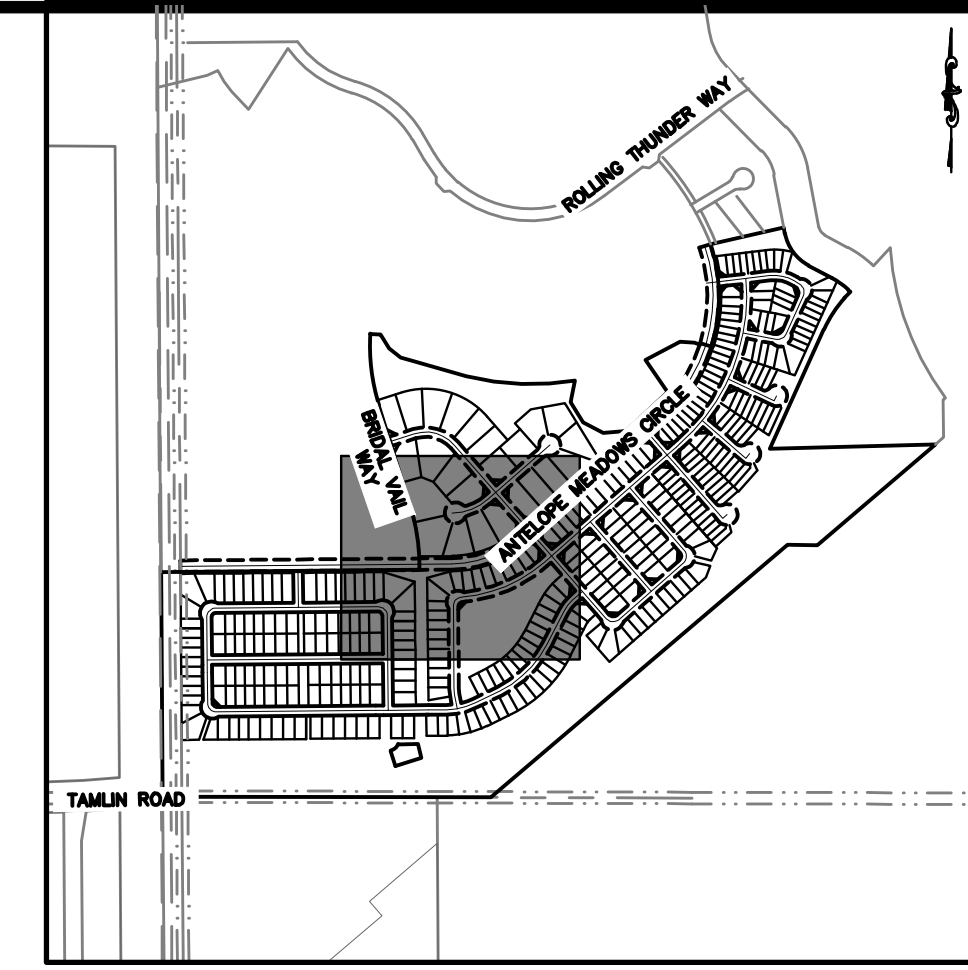 ROLLING THUNDER WAY
BRIDAL VAIL
WAY
ANTELOPE MEADOWS CIRCLE
TAMLIN ROAD